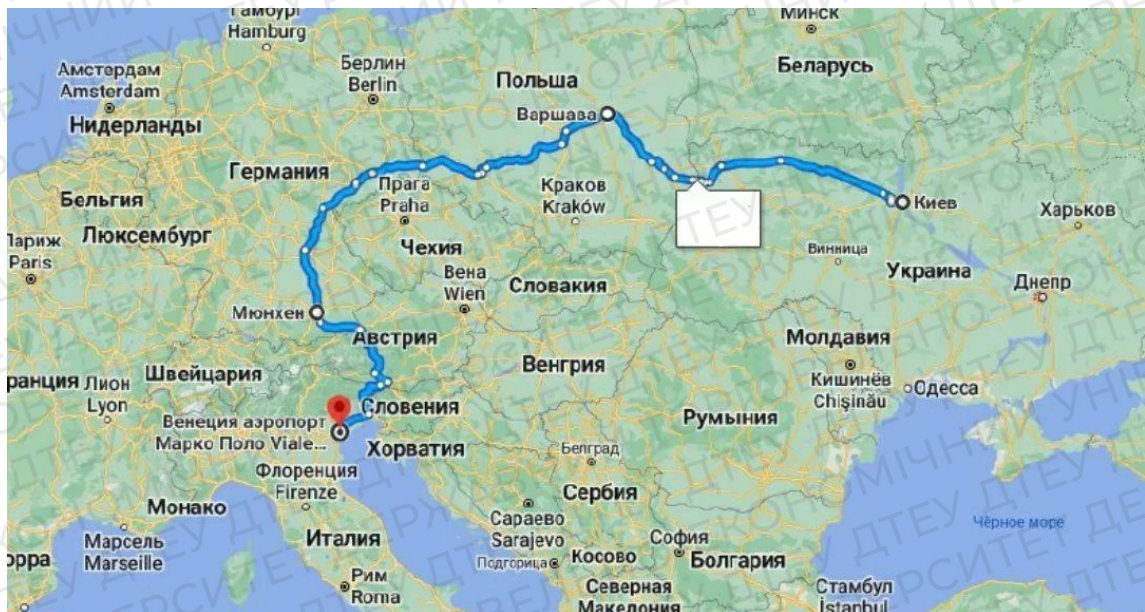 Гамбург
Hamburg
Минск
Амстердам
Amsterdam
Берлин
Berlin
Польша
Беларусь
Варшава
Нидерланды
Германия
Прага
Praha
Краков
Kraków
Киев
Бельгия
Харьков
Люксембург
Париж
Paris
Чехия
Винница
Вена
Wien
Словакия
Украина
Днепр
Мюнхен
Австрия
Молдавия
Венгрия
Швейцария
ранция
Лион
Lyon
Кишинёв
Chișinău
Одесса
Словения
Румыния
Венеция аэропорт
Марко Поло Viale...
Хорватия
Белград
Флоренция
Firenze
Сербия
Монако
Чёрное море
Сараево
Sarajevo
София
Марсель
Marseille
Италия
Косово
Болгария
орра
Подгорица
Рим
Roma
Северная
Македония
Стамбул
İstanbul
ДТЕУ